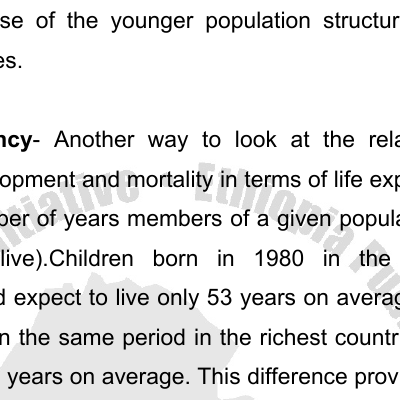 se of the younger population structur
es.
ncy- Another way to look at the rela
opment and mortality in terms of life exp
ber of years members of a given popula
live).Children born in 1980 in the
d expect to live only 53 years on averag
n the same period in the richest countr
years on average. This difference prov
Initiative - Ethiopia Pub